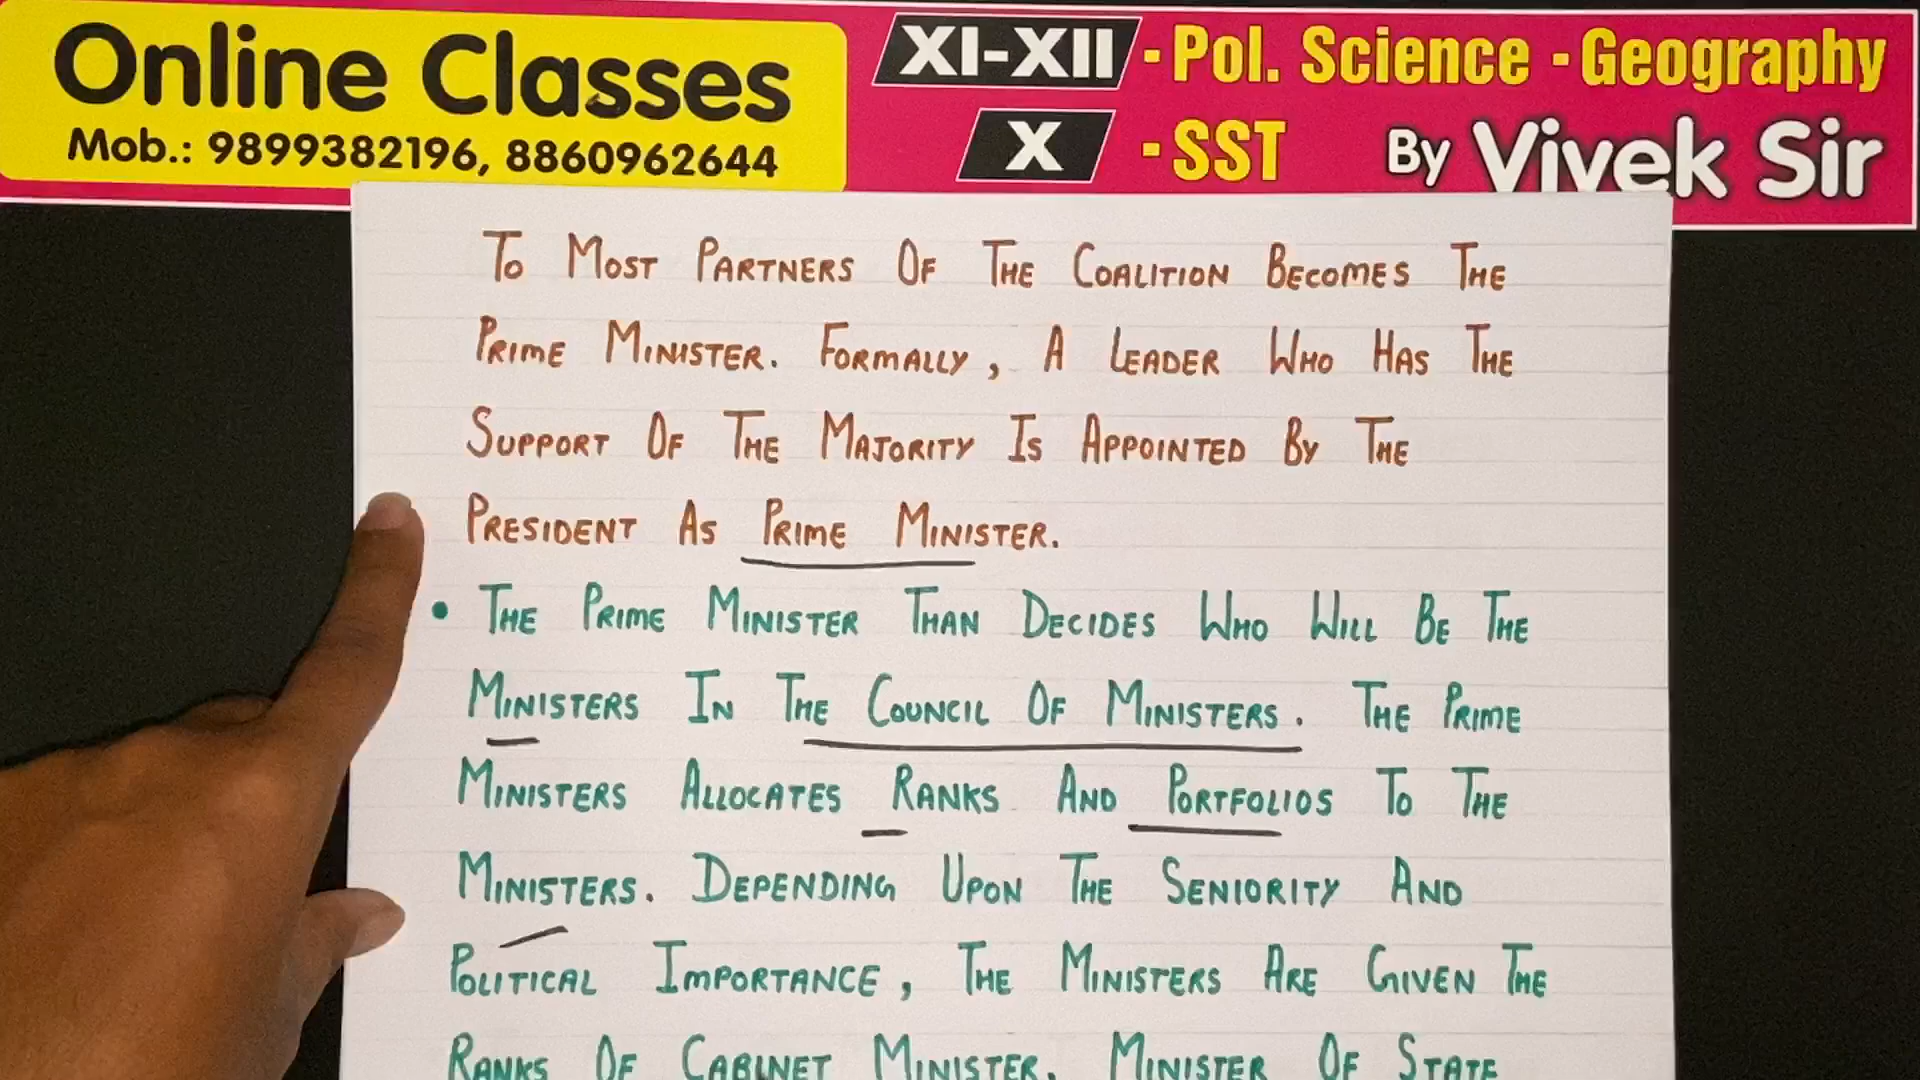 Online Classes
Mob.: 9899382196, 8860962644
XI-XII - Pol. Science - Geography
X - SST By Vivek Sir
TO MOST PARTNERS OF THE COALITION BECOMES THE
PRIME MINISTER. FORMALLY, A LEADER WHO HAS THE
SUPPORT OF THE MAJORITY IS APPOINTED BY THE
PRESIDENT AS PRIME MINISTER.
• THE PRIME MINISTER THAN DECIDES WHO WILL BE THE
MINISTERS IN THE COUNCIL OF MINISTERS. THE PRIME
MINISTERS ALLOCATES RANKS AND PORTFOLIOS TO THE
MINISTERS. DEPENDING UPON THE SENIORITY AND
POLITICAL IMPORTANCE, THE MINISTERS ARE GIVEN THE
RANKS OF CABINET MINISTER, MINISTER OF STATE